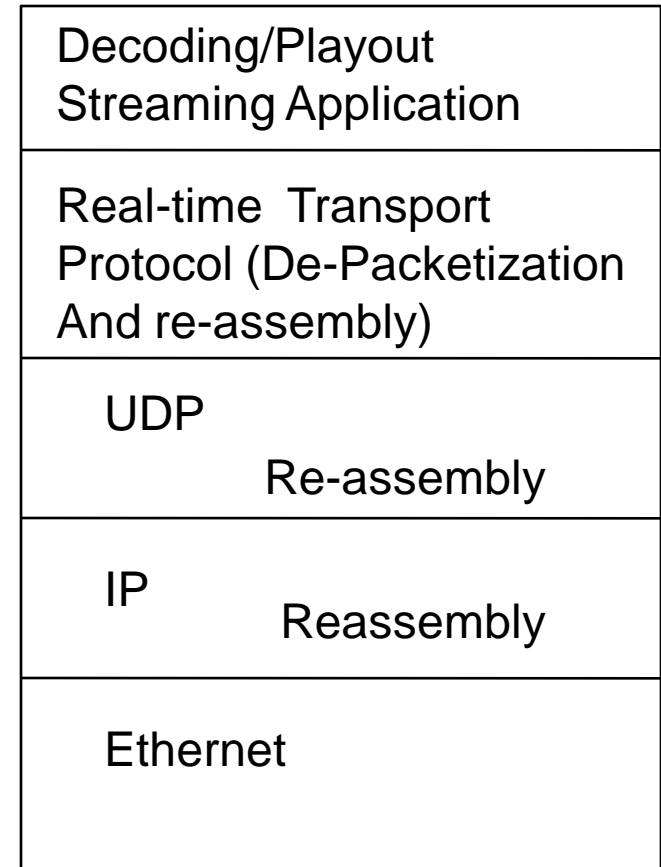 Decoding/Playout
Streaming Application
Real-time Transport
Protocol (De-Packetization
And re-assembly)
UDP
Re-assembly
IP
Reassembly
Ethernet